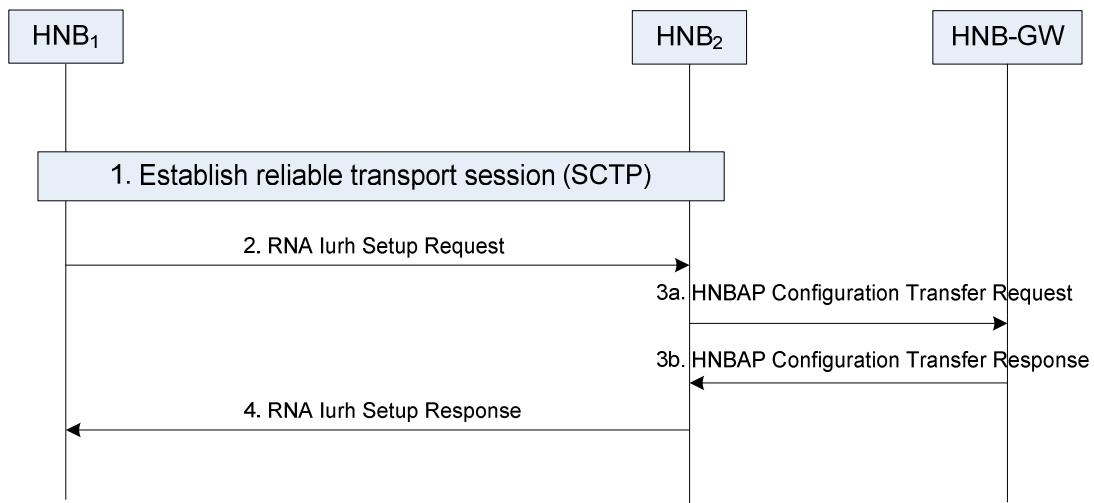 HNB₁
HNB₂
HNB-GW
1. Establish reliable transport session (SCTP)
2. RNA Iurh Setup Request
3a. HNBAP Configuration Transfer Request
3b. HNBAP Configuration Transfer Response
4. RNA Iurh Setup Response